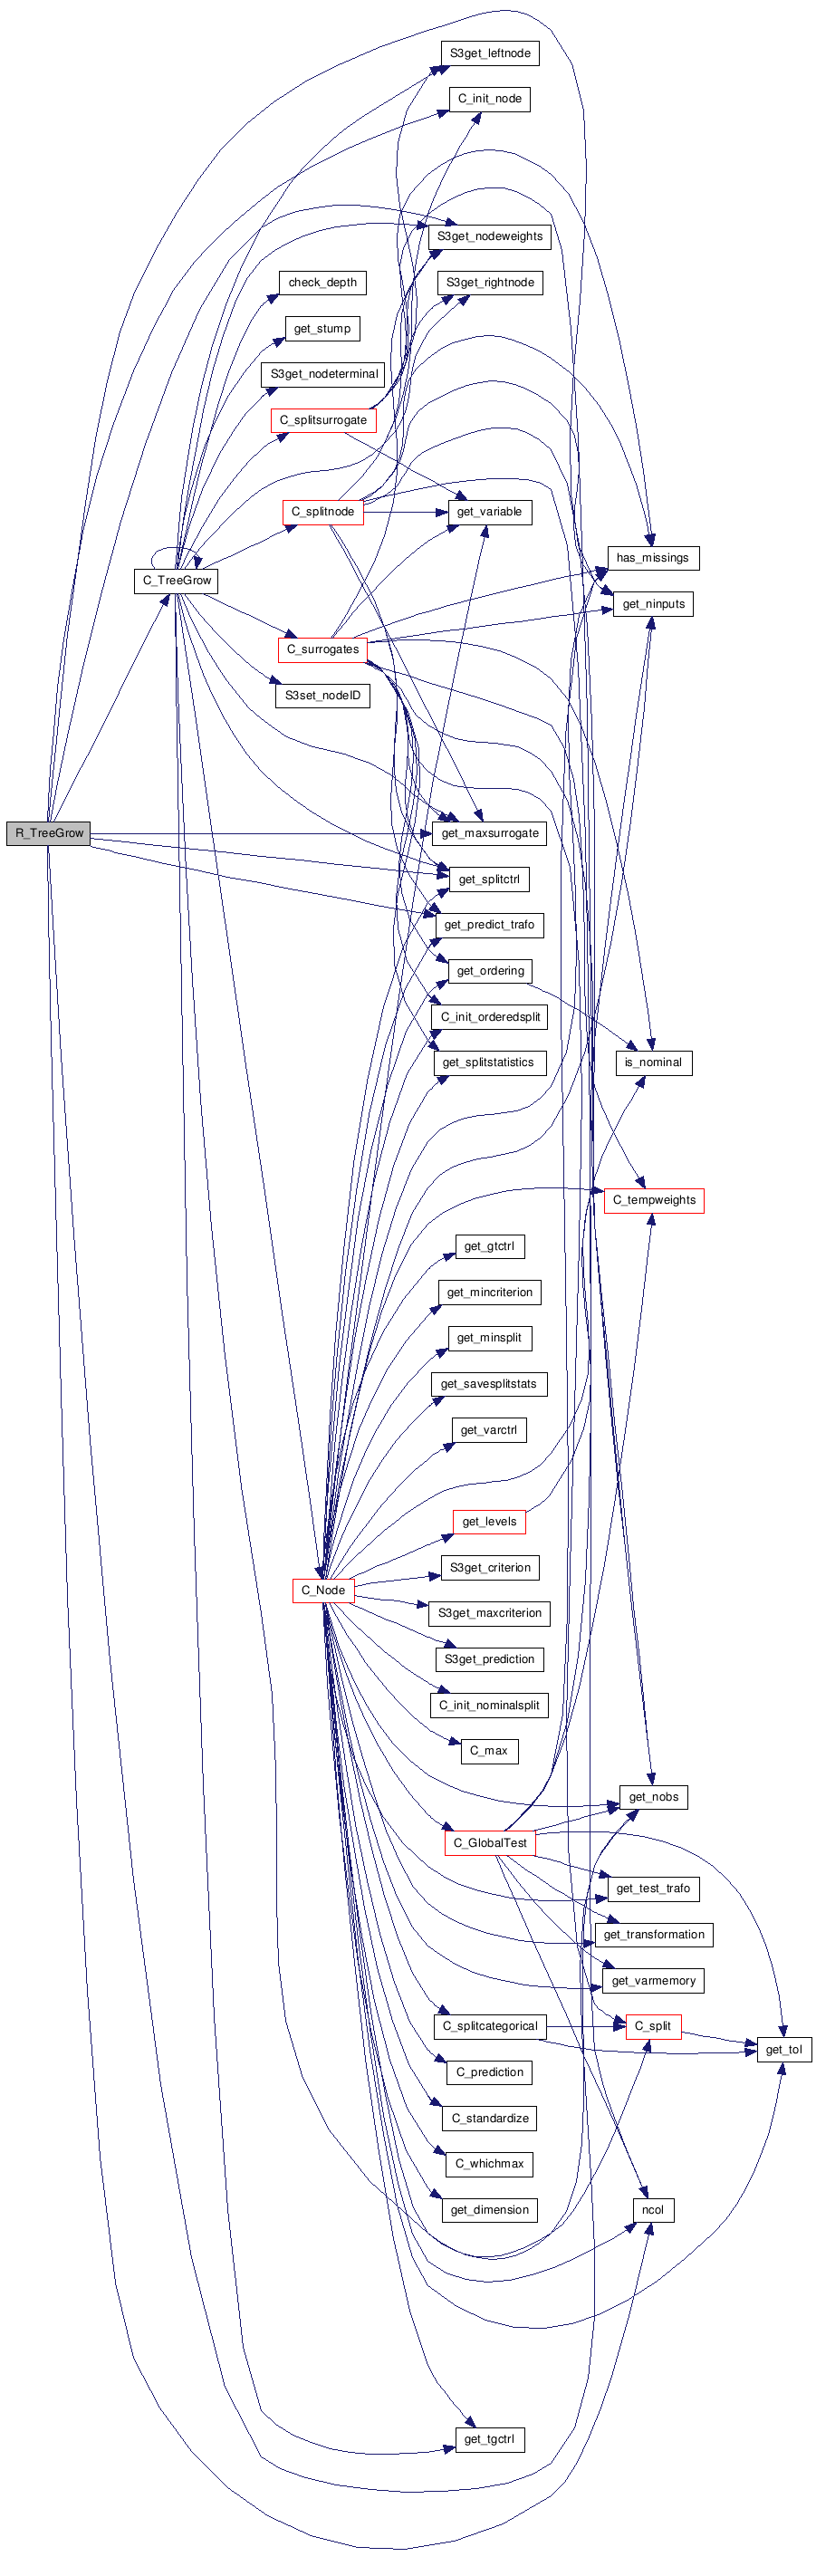 S3get_leftnode
C_init_node
S3get_nodeweights
check_depth
S3get_rightnode
get_stump
S3get_nodeterminal
C_splitsurrogate
C_splitnode
get_variable
has_missings
C_TreeGrow
get_ninputs
C_surrogates
S3set_nodeID
R_TreeGrow
get_maxsurrogate
get_splitctrl
get_predict_trafo
get_ordering
C_init_orderedsplit
get_splitstatistics
is_nominal
C_tempweights
get_gtctrl
get_mincriterion
get_minsplit
get_savesplitstats
get_varctrl
get_levels
S3get_criterion
C_Node
S3get_maxcriterion
S3get_prediction
C_init_nominalsplit
C_max
get_nobs
C_GlobalTest
get_test_trafo
get_transformation
get_varmemory
C_splitcategorical
C_split
get_tol
C_prediction
C_standardize
C_whichmax
get_dimension
ncol
get_tgctrl